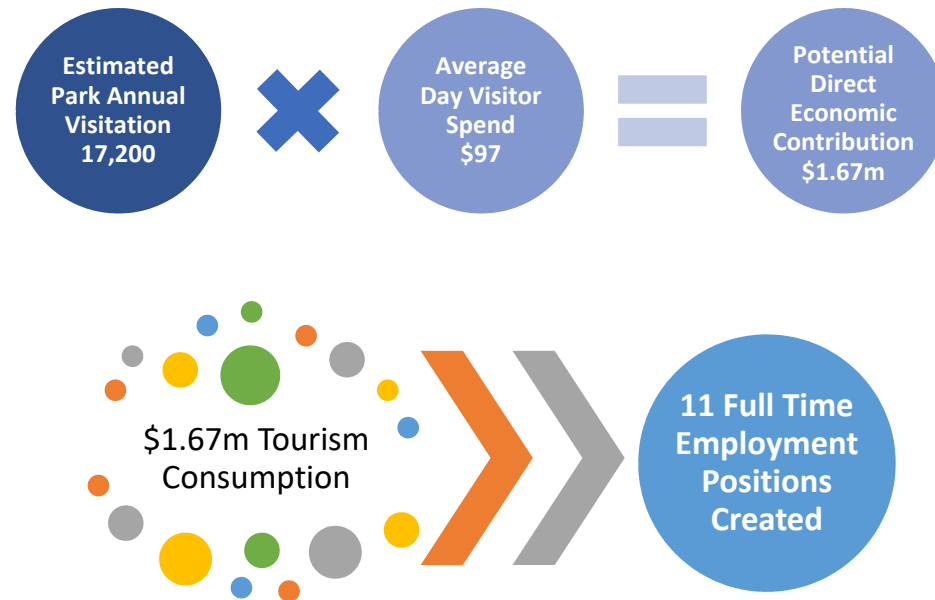 Estimated
Park Annual
Visitation
17,200
Average
Day Visitor
Spend
$97
Potential
Direct
Economic
Contribution
$1.67m
$1.67m Tourism
Consumption
11 Full Time
Employment
Positions
Created